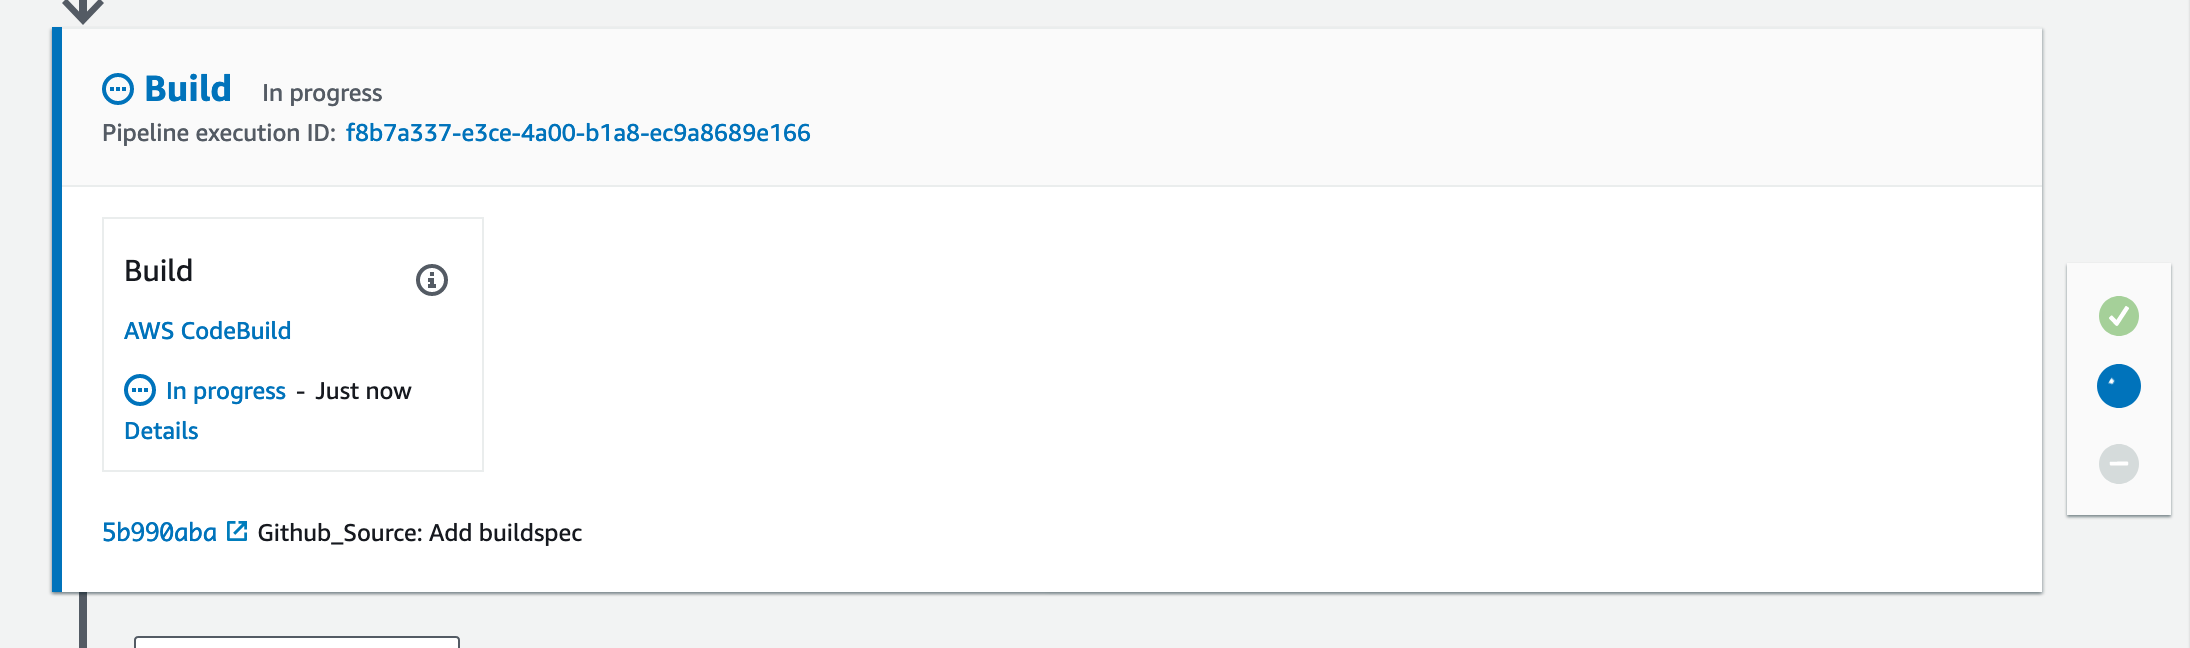 Build In progress
Pipeline execution ID: f8b7a337-e3ce-4a00-b1a8-ec9a8689e166
Build
AWS CodeBuild
In progress - Just now
Details
5b990aba Github_Source: Add buildspec